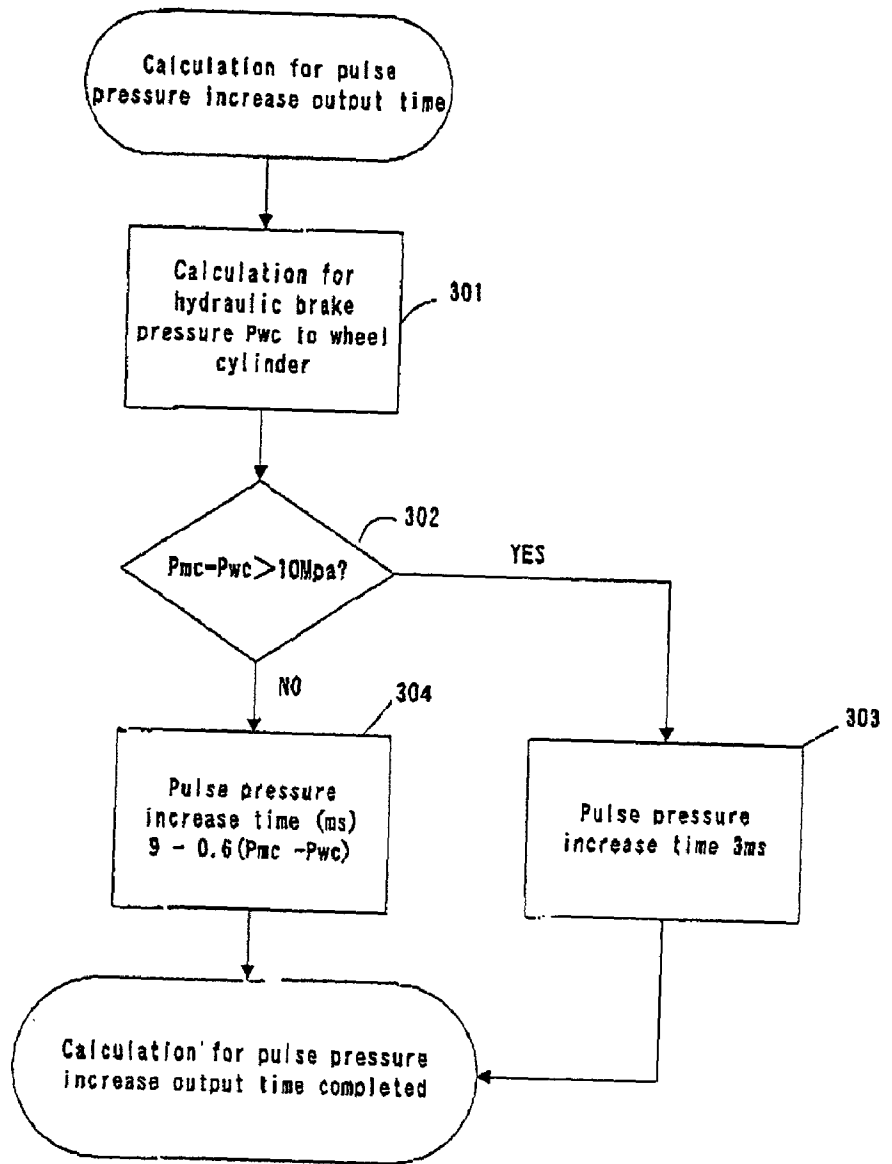 Calculation for pulse
pressure increase output time
Calculation for
hydraulic brake
pressure Pwc to wheel
cylinder
301
302
Pmc-Pwc>10Mpa?
YES
NO
304
303
Pulse pressure
increase time (ms)
9 - 0.6(Pmc -Pwc)
Pulse pressure
increase time 3ms
Calculation for pulse pressure
increase output time completed